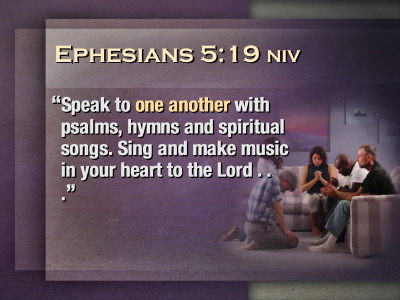 Ephesians 5:19 NIV
“Speak to one another with
psalms, hymns and spiritual
songs. Sing and make music
in your heart to the Lord . .
.”